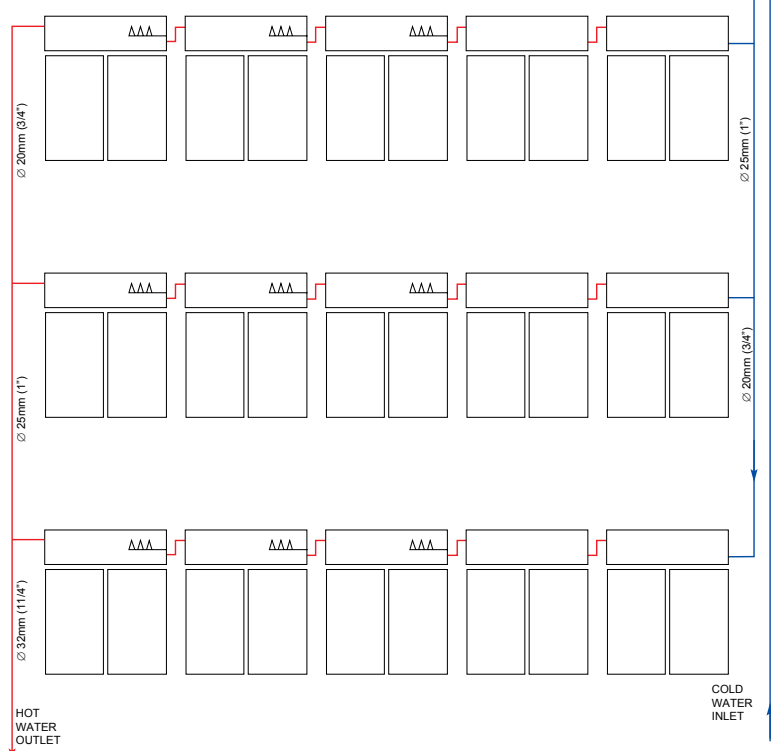 ∅ 20mm (3/4")
∅ 25mm (1")
∅ 20mm (3/4")
∅ 25mm (1")
∅ 32mm (11/4")
COLD
WATER
INLET
HOT
WATER
OUTLET